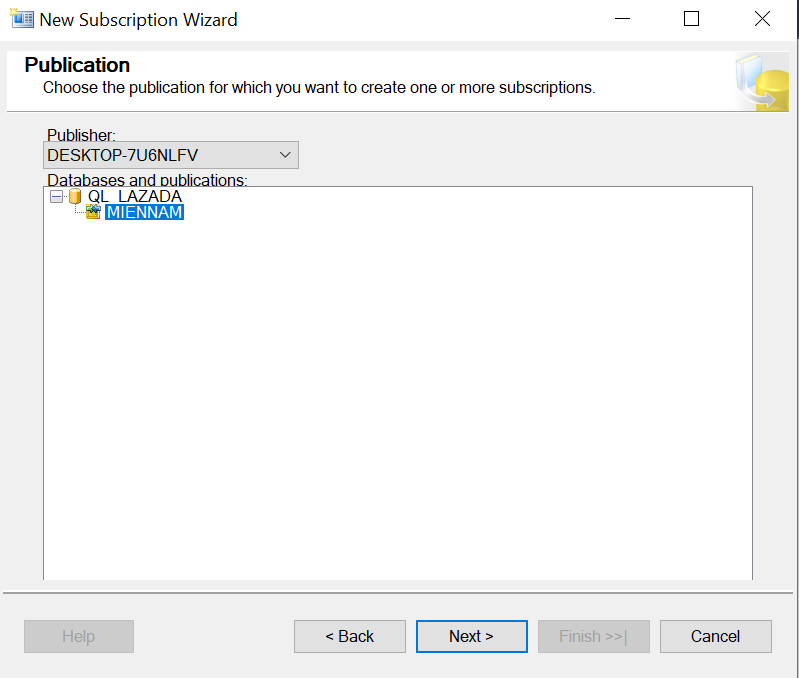 New Subscription Wizard
Publication
Choose the publication for which you want to create one or more subscriptions.
Publisher:
DESKTOP-7U6NLFV
Databases and publications:
QL_LAZADA
MIENNAM
Help
< Back
Next >
Finish >>|
Cancel